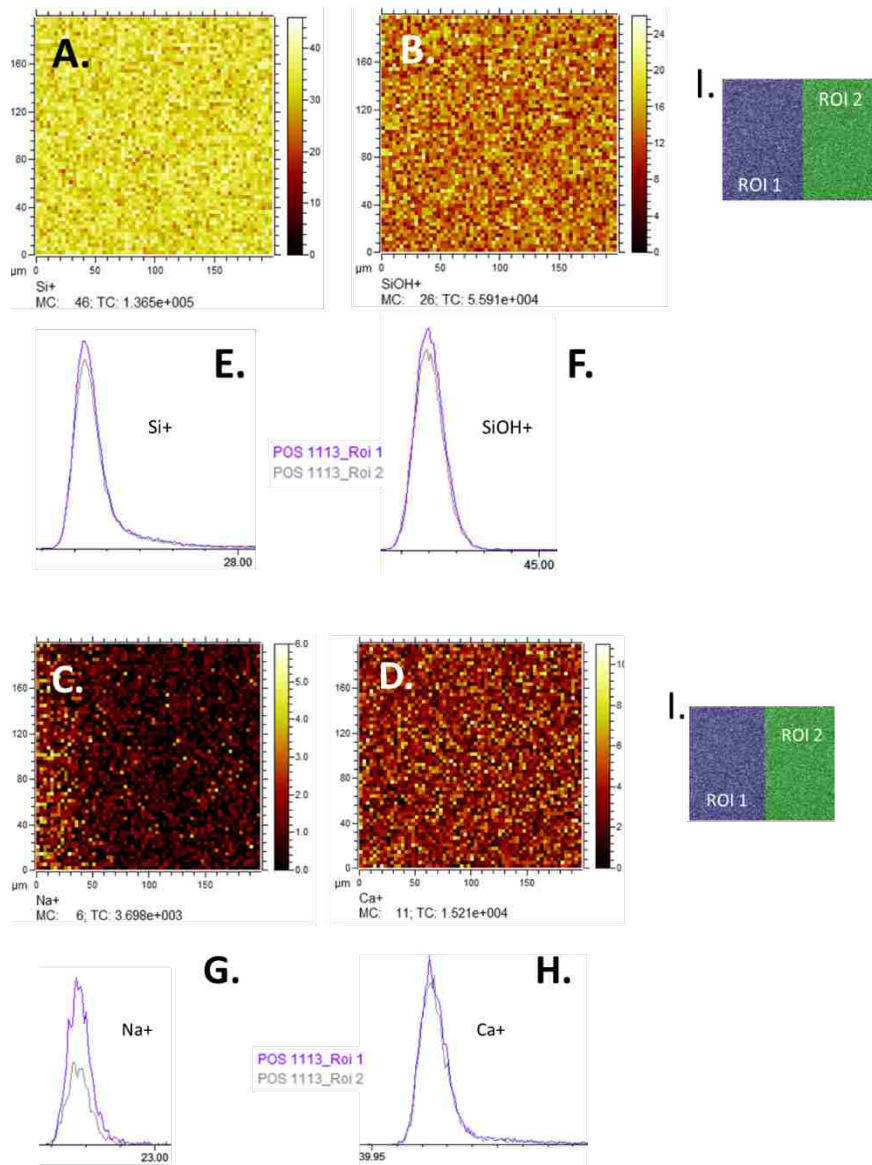 A.
160
120
80
40
0
µm 0 50 100 150
Si+
MC: 46; TC: 1.365e+005
40
30
20
10
0
B.
160
120
80
40
0
µm 0 50 100 150
SiOH+
MC: 26; TC: 5.591e+004
24
20
16
12
8
4
0
I.
ROI 2
ROI 1
E.
Si+
28.00
POS 1113_Roi 1
POS 1113_Roi 2
F.
SiOH+
45.00
C.
160
120
80
40
0
µm 0 50 100 150
Na+
MC: 6; TC: 3.698e+003
6.0
5.0
4.0
3.0
2.0
1.0
0.0
D.
160
120
80
40
0
µm 0 50 100 150
Ca+
MC: 11; TC: 1.521e+004
10
8
6
4
2
0
I.
ROI 2
ROI 1
G.
Na+
23.00
POS 1113_Roi 1
POS 1113_Roi 2
H.
Ca+
39.95